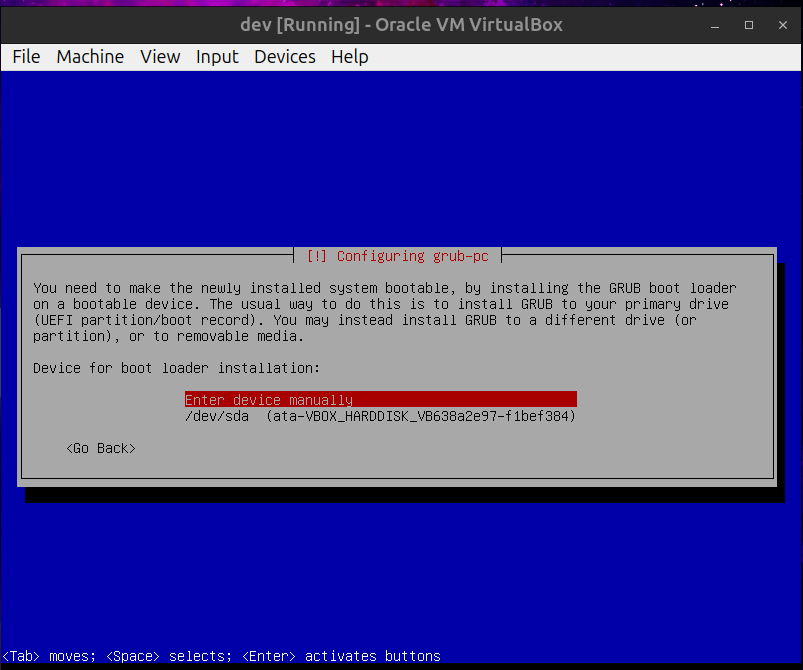 dev [Running] - Oracle VM VirtualBox
File Machine View Input Devices Help
[!] Configuring grub-pc
You need to make the newly installed system bootable, by installing the GRUB boot loader
on a bootable device. The usual way to do this is to install GRUB to your primary drive
(UEFI partition/boot record). You may instead install GRUB to a different drive (or
partition), or to removable media.
Device for boot loader installation:
Enter device manually
/dev/sda (ata-VBOX_HARDDISK_VB638a2e97-f1bef384)
<Go Back>
<Tab> moves; <Space> selects; <Enter> activates buttons